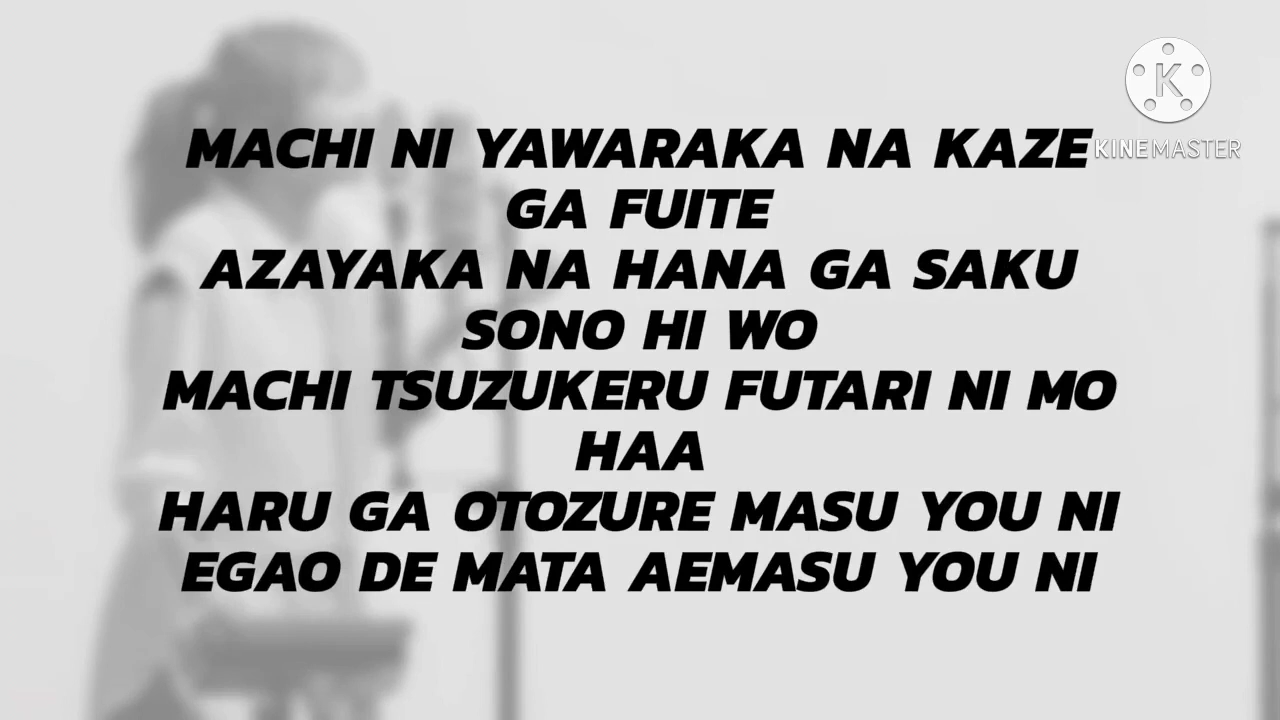 K
KINEMASTER
MACHI NI YAWARAKA NA KAZE
GA FUITE
AZAYAKA NA HANA GA SAKU
SONO HI WO
MACHI TSUZUKERU FUTARI NI MO
HAA
HARU GA OTOZURE MASU YOU NI
EGAO DE MATA AEMASU YOU NI